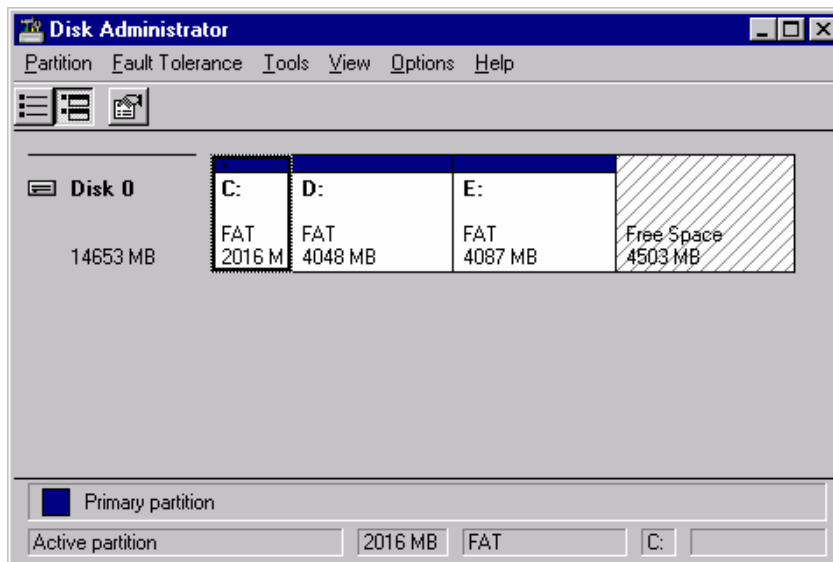 Disk Administrator
Partition Fault Tolerance Tools View Options Help
Disk 0
14653 MB
C:
FAT
2016 M
D:
FAT
4048 MB
E:
FAT
4087 MB
Free Space
4503 MB
Primary partition
Active partition 2016 MB FAT C: